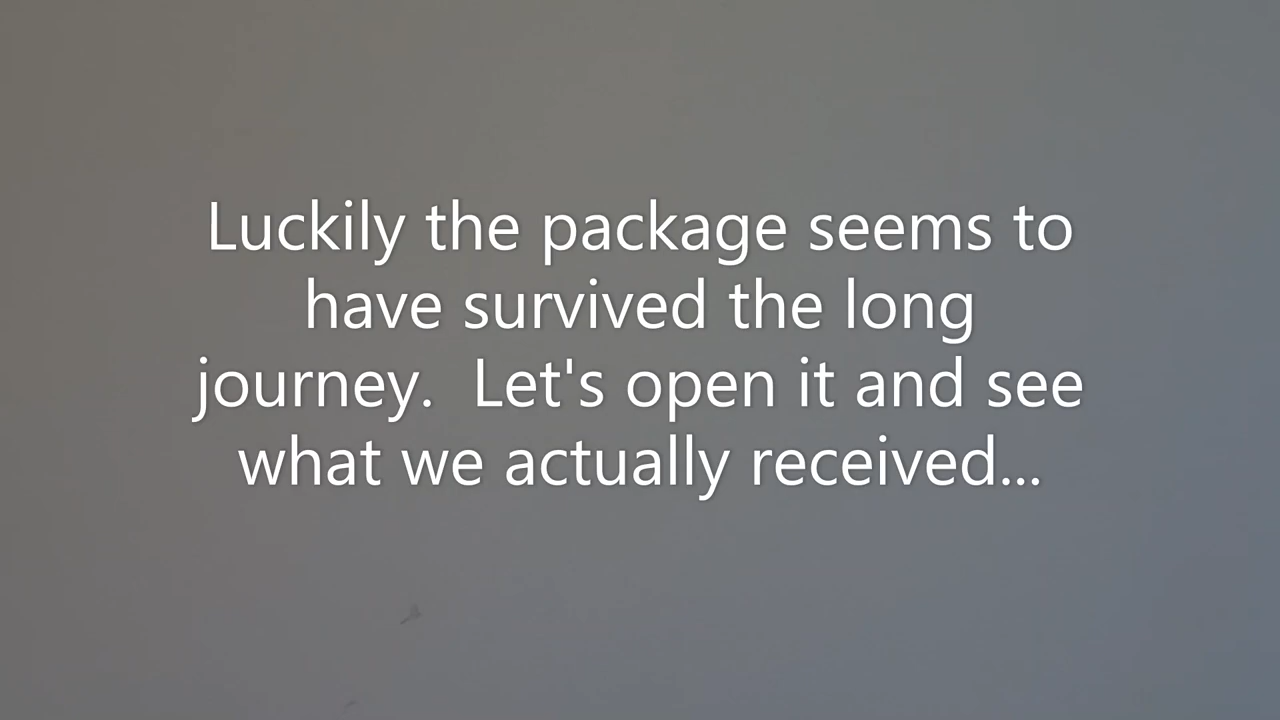 Luckily the package seems to
have survived the long
journey.  Let's open it and see
what we actually received...